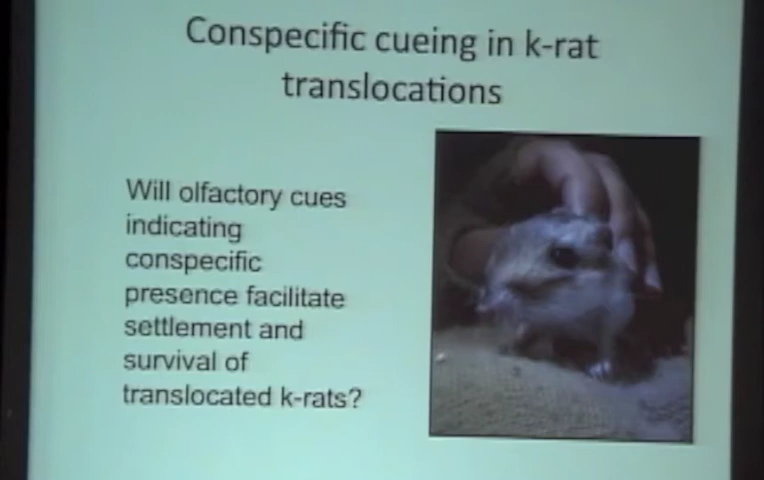 Conspecific cueing in k-rat
translocations
Will olfactory cues
indicating
conspecific
presence facilitate
settlement and
survival of
translocated k-rats?